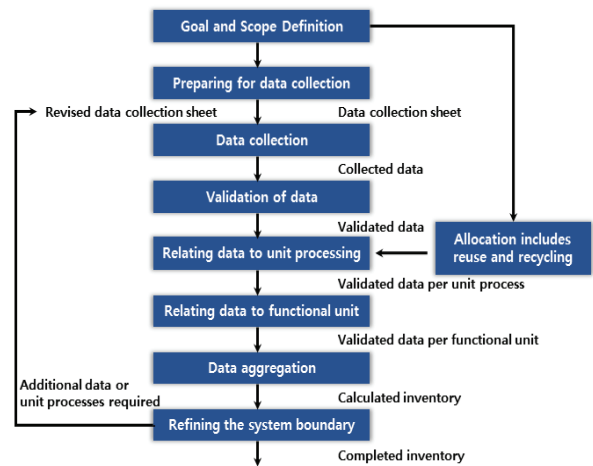 Goal and Scope Definition
Preparing for data collection
Revised data collection sheet
Data collection sheet
Data collection
Collected data
Validation of data
Validated data
Relating data to unit processing
Allocation includes
reuse and recycling
Validated data per unit process
Relating data to functional unit
Validated data per functional unit
Data aggregation
Additional data or
unit processes required
Calculated inventory
Refining the system boundary
Completed inventory